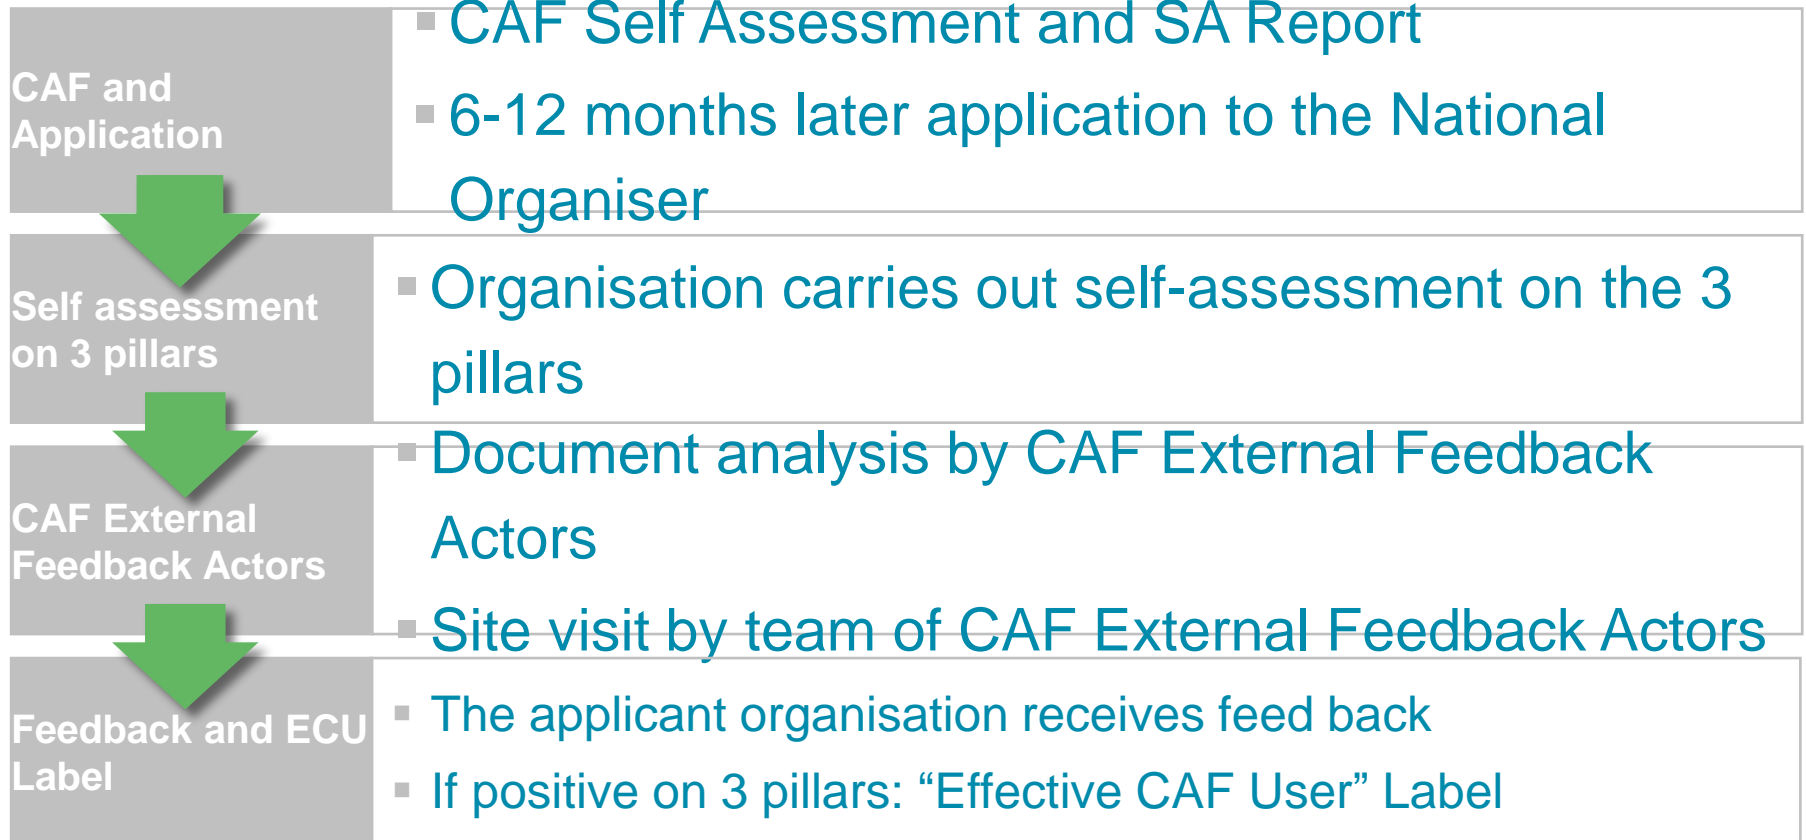 CAF and
Application
▪ CAF Self Assessment and SA Report
▪ 6-12 months later application to the National
Organiser
Self assessment
on 3 pillars
▪ Organisation carries out self-assessment on the 3
pillars
CAF External
Feedback Actors
▪ Document analysis by CAF External Feedback
Actors
▪ Site visit by team of CAF External Feedback Actors
Feedback and ECU
Label
▪ The applicant organisation receives feed back
▪ If positive on 3 pillars: “Effective CAF User” Label